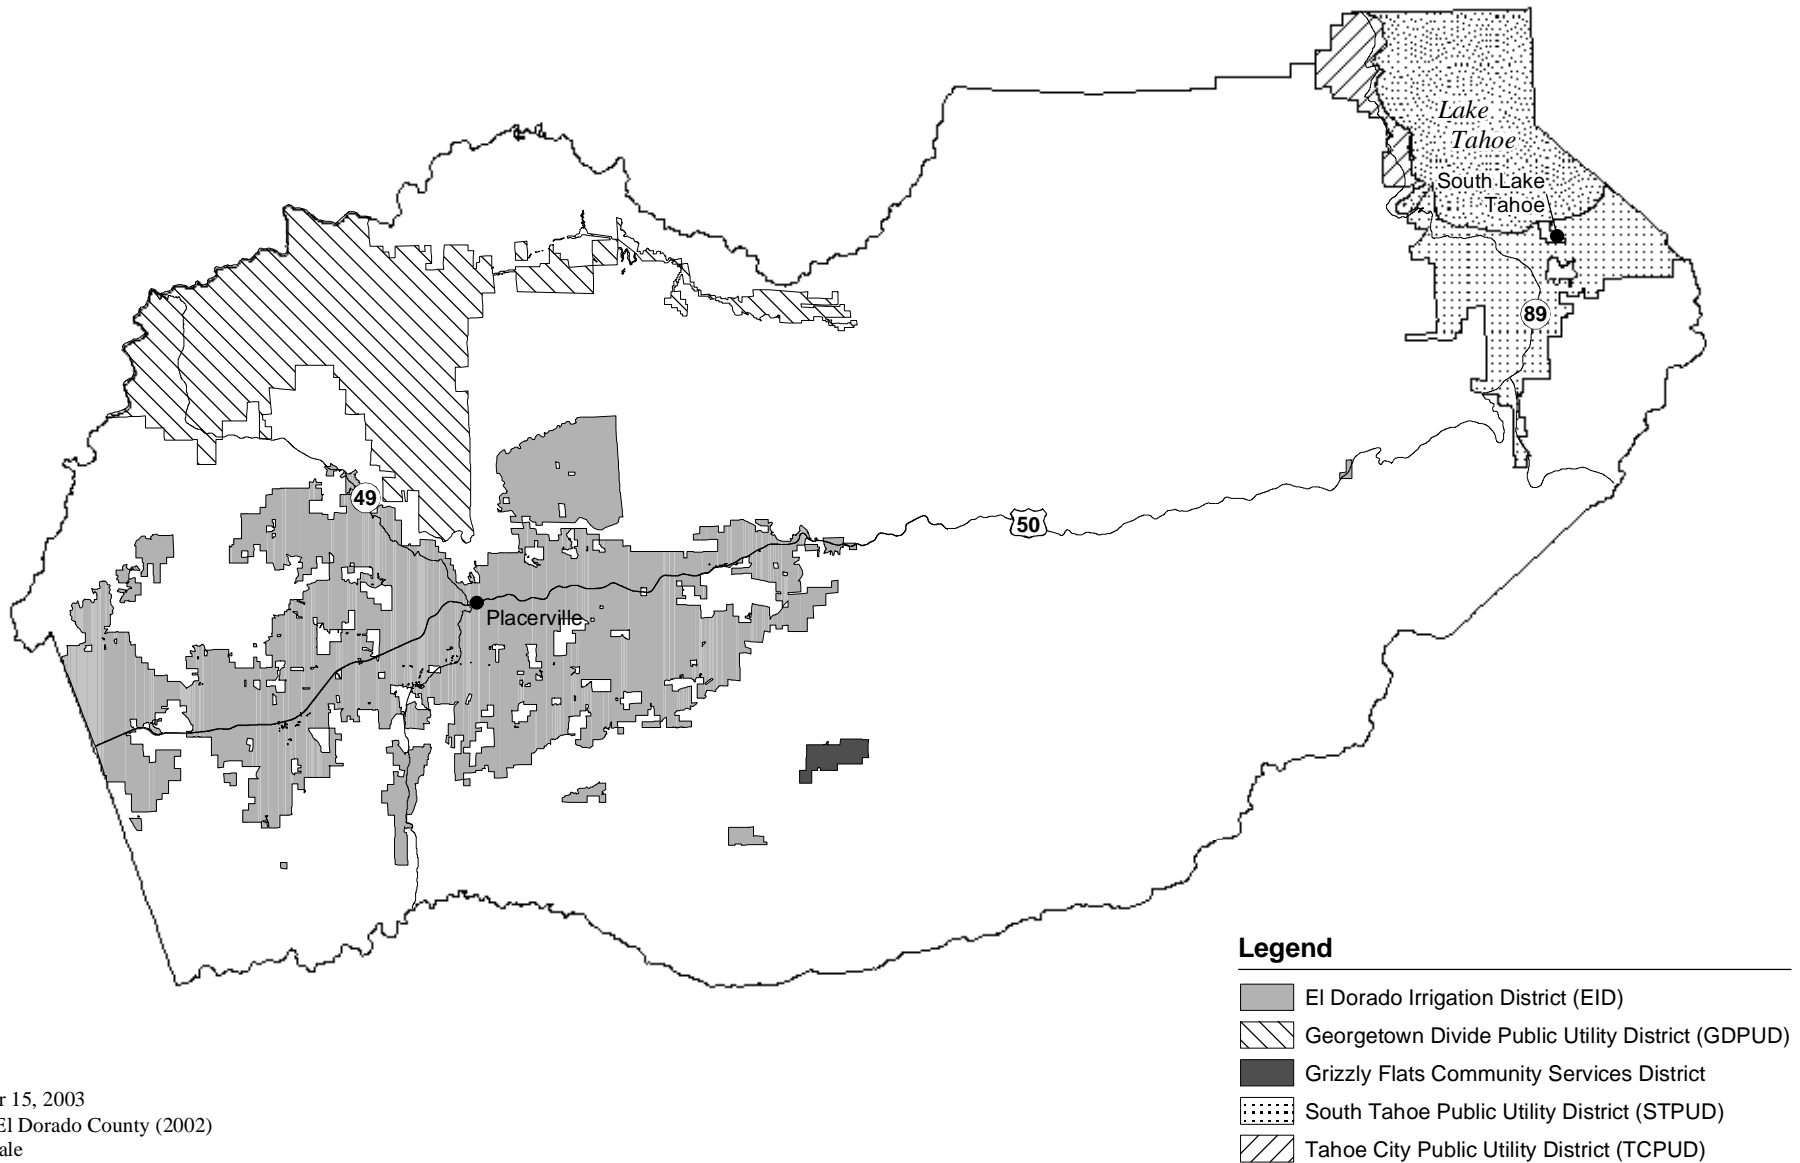 Lake
Tahoe
South Lake
Tahoe
89
49
50
Placerville
Legend
El Dorado Irrigation District (EID)
Georgetown Divide Public Utility District (GDPUD)
Grizzly Flats Community Services District
South Tahoe Public Utility District (STPUD)
Tahoe City Public Utility District (TCPUD)
r 15, 2003
El Dorado County (2002)
ale